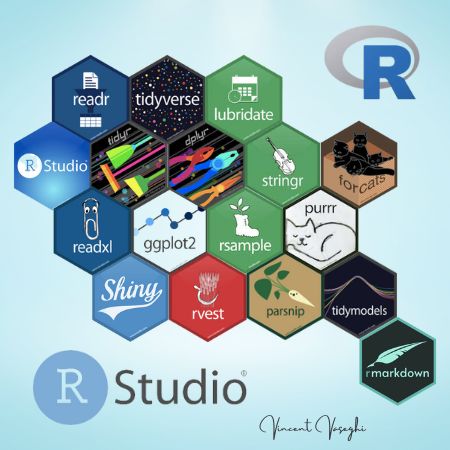 readr
tidyverse
lubridate
R
R Studio
tidyr
dplyr
stringr
forcats
readxl
ggplot2
rsample
purrr
Shiny
rvest
parsnip
tidymodels
rmarkdown
R Studio®
Vincent Vaseghi